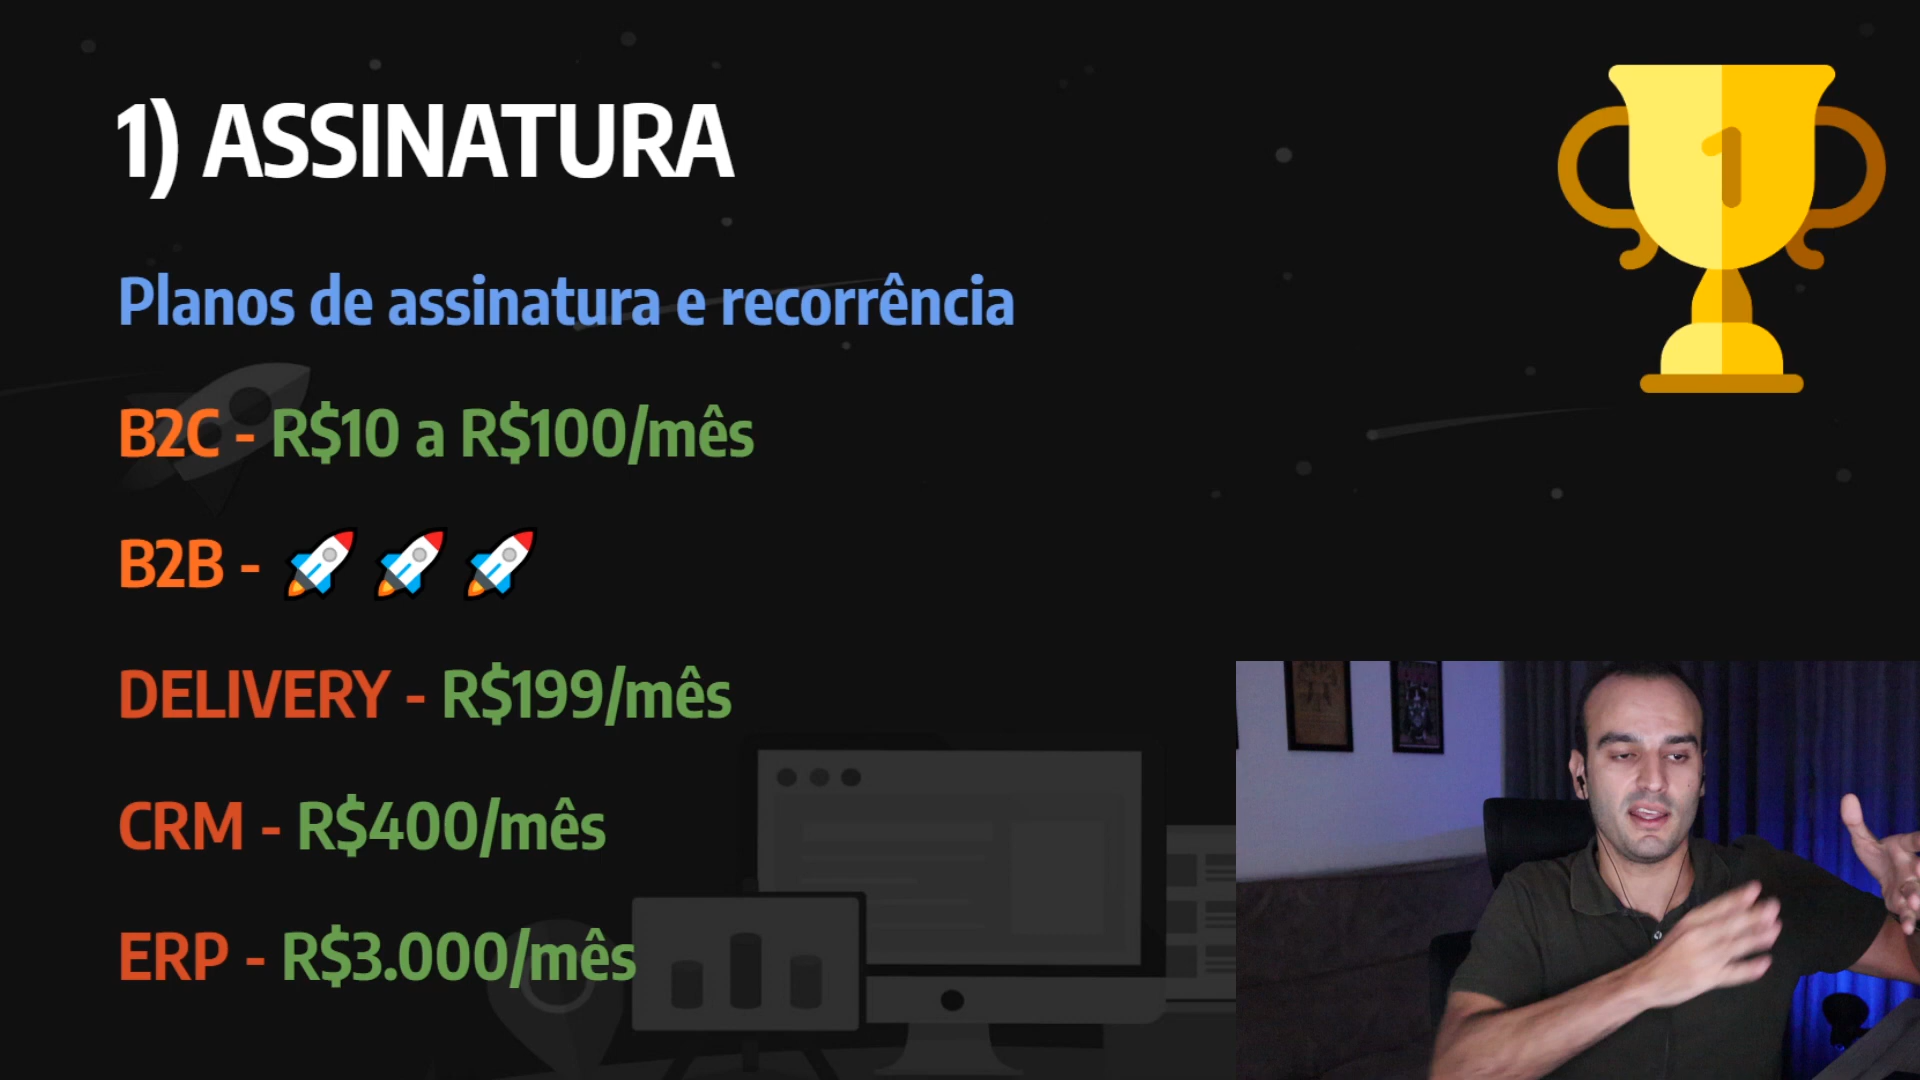 1) ASSINATURA
1
Planos de assinatura e recorrência
B2C - R$10 a R$100/mês
B2B - 🚀 🚀 🚀
DELIVERY - R$199/mês
CRM - R$400/mês
ERP - R$3.000/mês